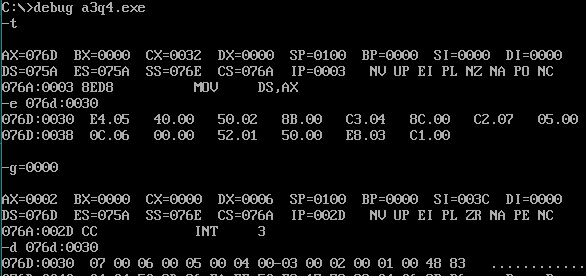 C:\>debug a3q4.exe
-t
AX=076D BX=0000 CX=0032 DX=0000 SP=0100 BP=0000 SI=0000 DI=0000
DS=075A ES=075A SS=076E CS=076A IP=0003 NV UP EI PL NZ NA PO NC
076A:0003 8ED8 MOV DS,AX
-e 076d:0030
076D:0030 E4.05 40.00 50.02 8B.00 C3.04 8C.00 C2.07 05.00
076D:0038 0C.06 00.00 52.01 50.00 E8.03 C1.00
-g=0000
AX=0002 BX=0000 CX=0000 DX=0006 SP=0100 BP=0000 SI=003C DI=0000
DS=076D ES=075A SS=076E CS=076A IP=002D NV UP EI PL ZR NA PE NC
076A:002D CC INT 3
-d 076d:0030
076D:0030 07 00 06 00 05 00 04 00-03 00 02 00 01 00 48 83 ...........